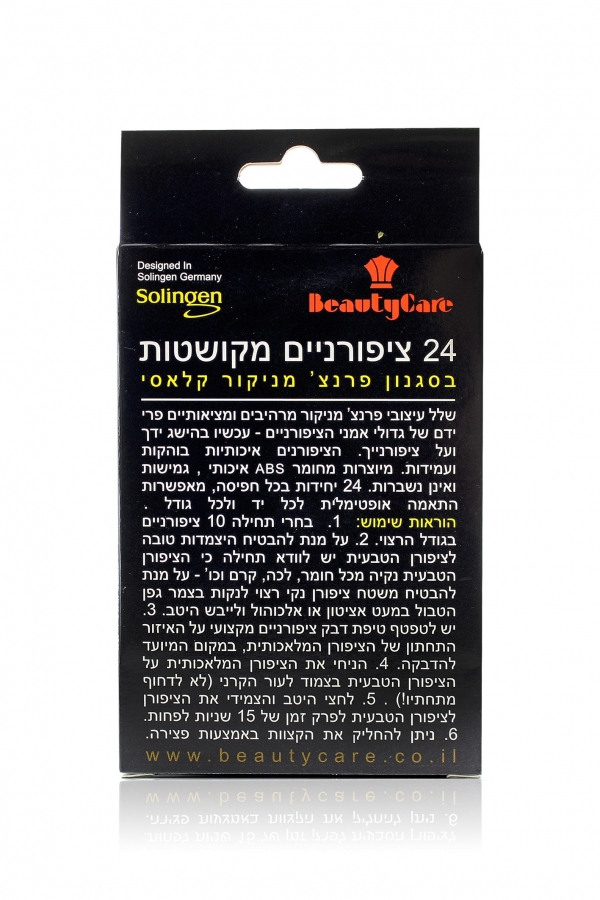 Designed In
Solingen Germany
Solingen
BeautyCare
24 ציפורניים מקושטות
בסגנון פרנצ' מניקור קלאסי
שלל עיצובי פרנצ' מניקור מרהיבים ומציאותיים פרי
ידם של גדולי אמני הציפורניים - עכשיו בהישג ידך
ועל ציפורנייך. הציפורנים איכותיות בוהקות
ועמידות. מיוצרות מחומר ABS איכותי , גמישות
ואינן נשברות. 24 יחידות בכל חפיסה, מאפשרות
התאמה אופטימלית לכל יד ולכל גודל .
הוראות שימוש: 1. בחרי תחילה 10 ציפורניים
בגודל הרצוי. 2. על מנת להבטיח היצמדות טובה
לציפורן הטבעית יש לוודא תחילה כי הציפורן
הטבעית נקיה מכל חומר, לכה, קרם וכו' - על מנת
להבטיח משטח ציפורן נקי רצוי לנקות בצמר גפן
הטבול במעט אציטון או אלכוהול ולייבש היטב. 3.
יש לטפטף טיפת דבק ציפורניים מקצועי על האיזור
התחתון של הציפורן המלאכותית, במקום המיועד
להדבקה. 4. הניחי את הציפורן המלאכותית על
הציפורן הטבעית בצמוד לעור הקרני (לא לדחוף
מתחתיו!) . 5. לחצי היטב והצמידי את הציפורן
לציפורן הטבעית לפרק זמן של 15 שניות לפחות.
6. ניתן להחליק את הקצוות באמצעות פצירה.
www.beautycare.co.il